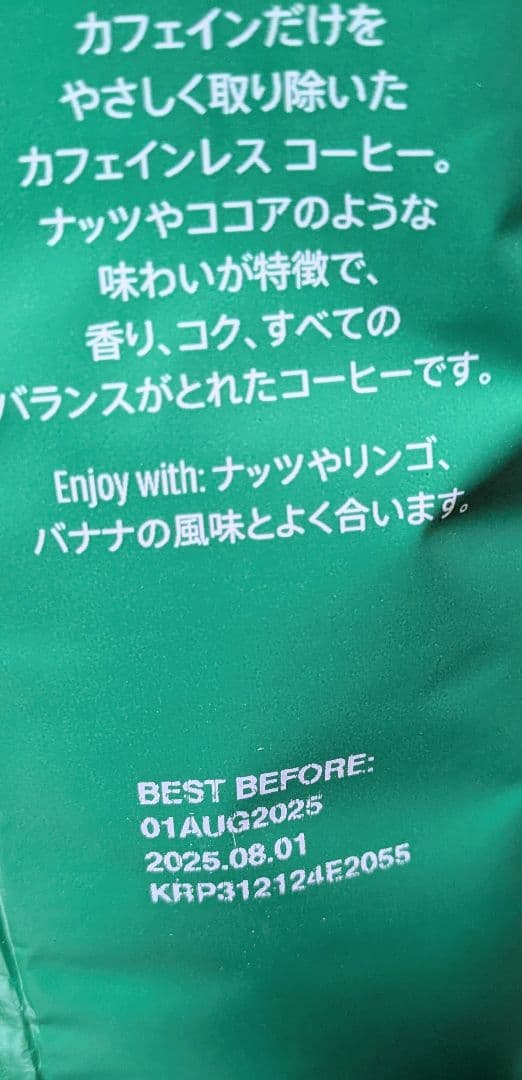 カフェインだけを
やさしく取り除いた
カフェインレス コーヒー。
ナッツやココアのような
味わいが特徴で、
香り、コク、すべての
バランスがとれたコーヒーです。
Enjoy with: ナッツやリンゴ、
バナナの風味とよく合います。
BEST BEFORE:
01AUG2025
2025.08.01
KRP312124E2055